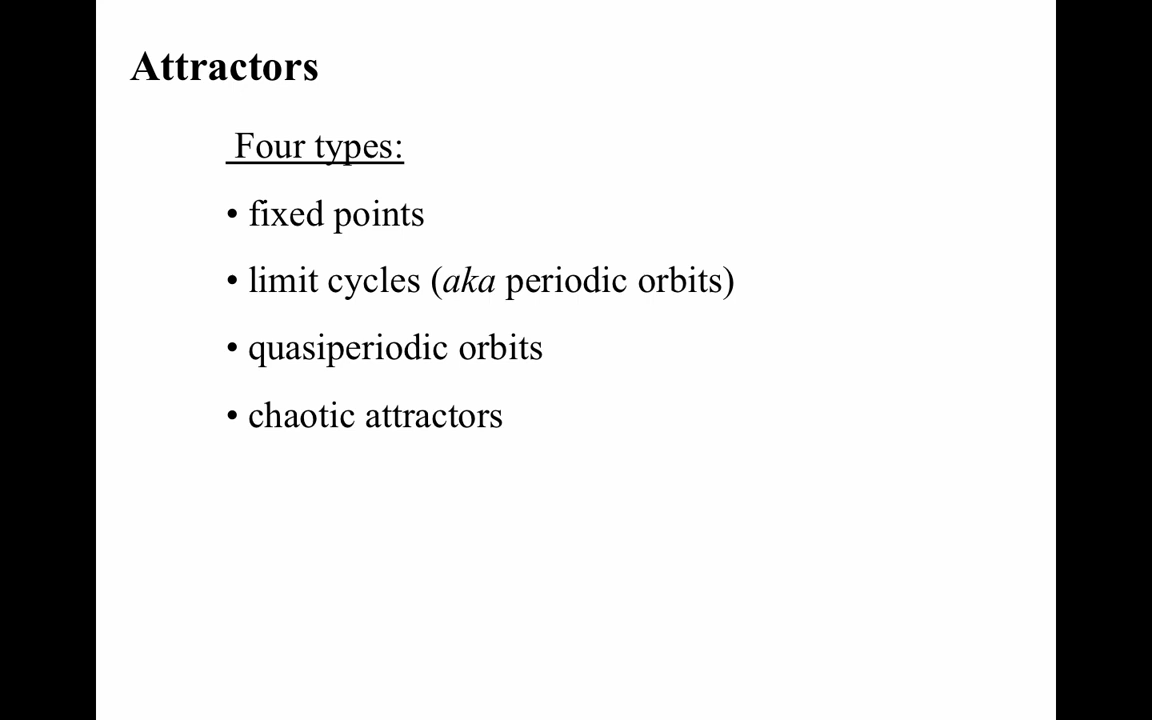 Attractors
Four types:
• fixed points
• limit cycles (aka periodic orbits)
• quasiperiodic orbits
• chaotic attractors